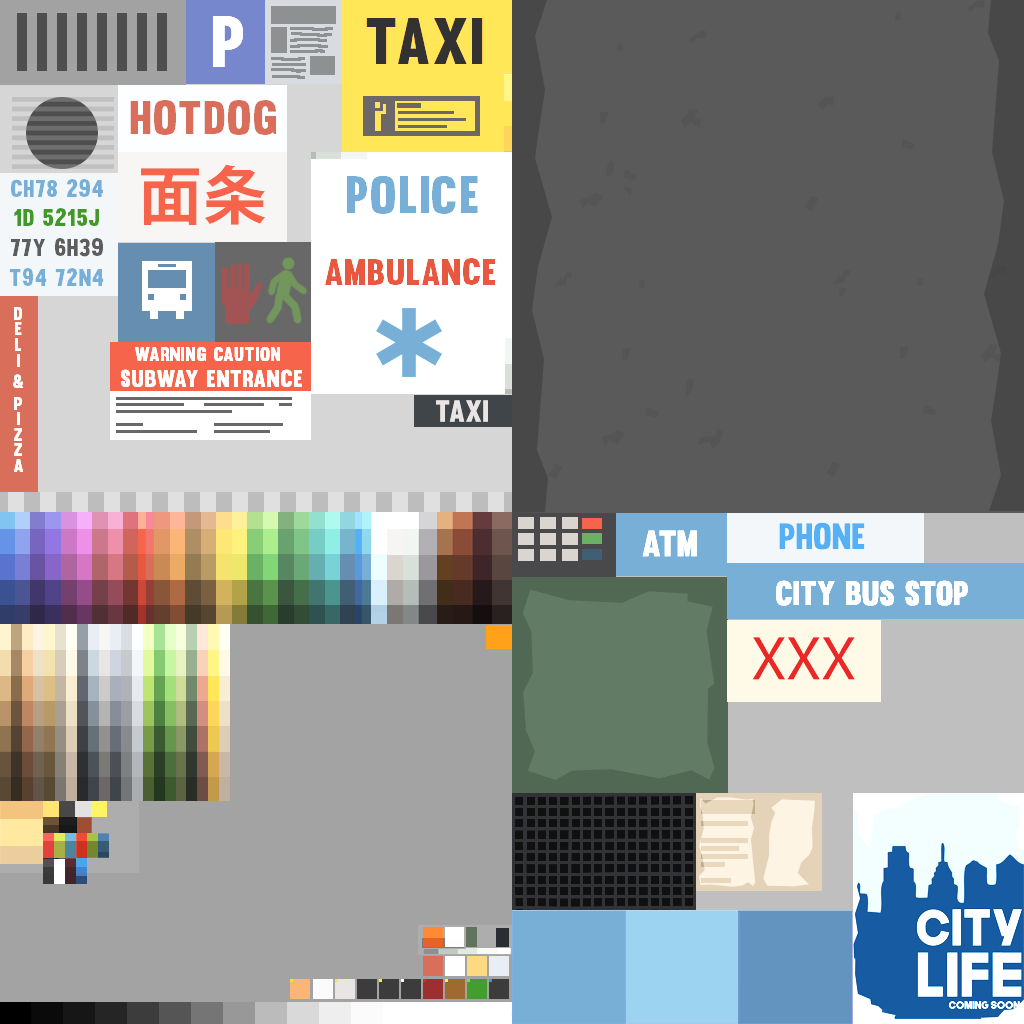 P
TAXI
HOTDOG
面条
CH78 294
1D 5215J
77Y 6H39
T94 72N4
POLICE
AMBULANCE
DELI & PIZZA
WARNING CAUTION
SUBWAY ENTRANCE
TAXI
ATM
PHONE
CITY BUS STOP
XXX
CITY
LIFE
COMING SOON